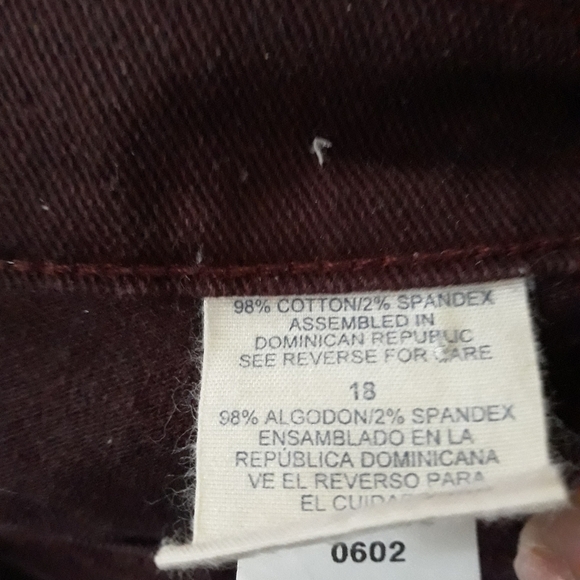 98% COTTON/2% SPANDEX
ASSEMBLED IN
DOMINICAN REPUBLIC
SEE REVERSE FOR CARE
18
98% ALGODON/2% SPANDEX
ENSAMBLADO EN LA
REPÚBLICA DOMINICANA
VE EL REVERSO PARA
EL
0602